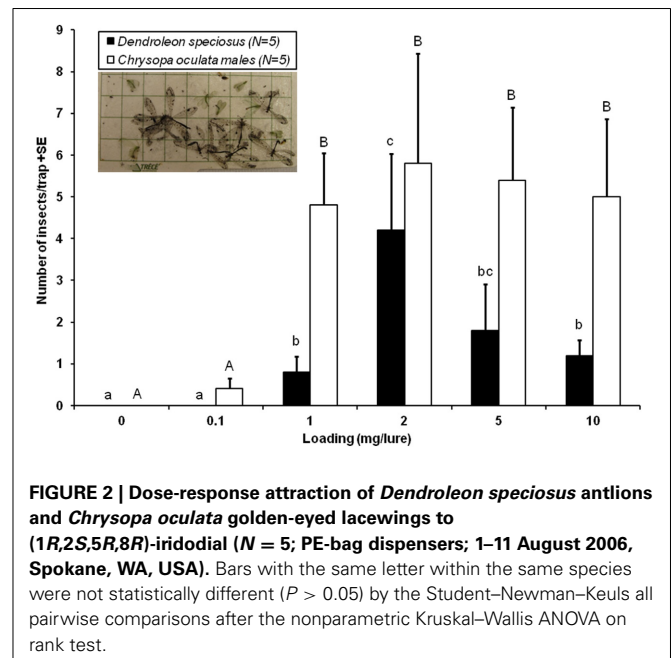 9
8
7
6
5
4
3
2
1
0
Number of insects/trap +SE
■ Dendroleon speciosus (N=5)
□ Chrysopa oculata males (N=5)
a A
a A
b B
c B
bc B
b B
0 0.1 1 2 5 10
Loading (mg/lure)
FIGURE 2 | Dose-response attraction of Dendroleon speciosus antlions
and Chrysopa oculata golden-eyed lacewings to
(1R,2S,5R,8R)-iridodial (N = 5; PE-bag dispensers; 1–11 August 2006,
Spokane, WA, USA). Bars with the same letter within the same species
were not statistically different (P > 0.05) by the Student–Newman–Keuls all
pairwise comparisons after the nonparametric Kruskal–Wallis ANOVA on
rank test.